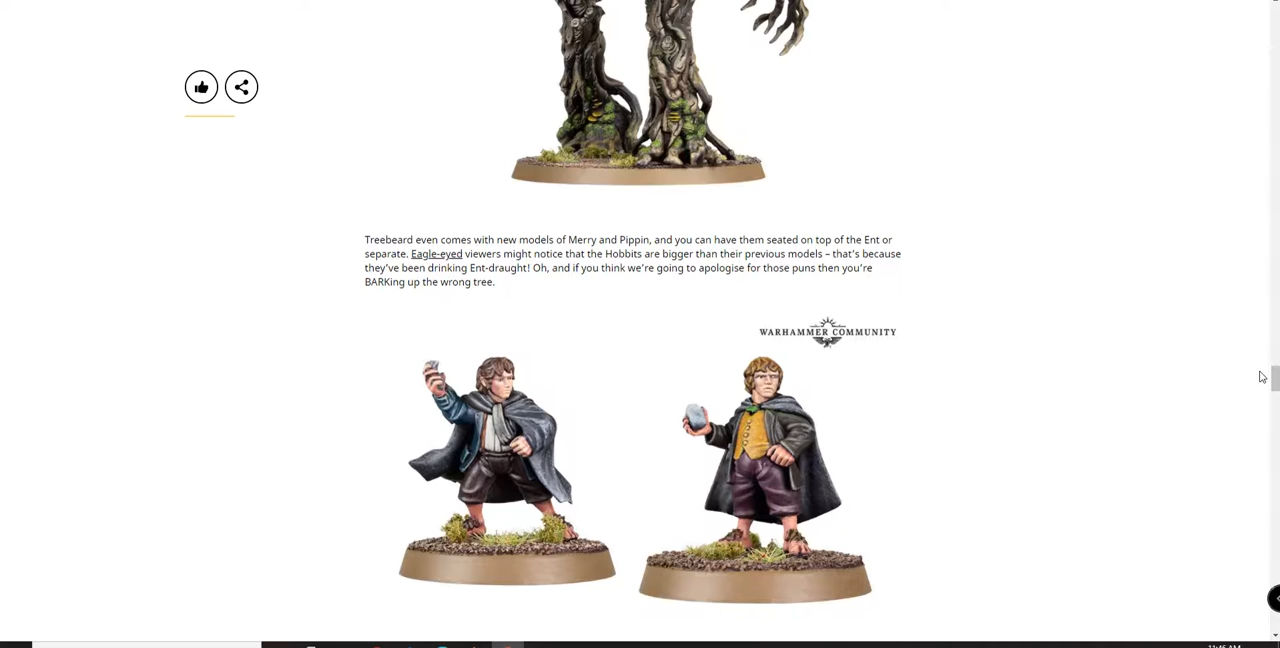 Treebeard even comes with new models of Merry and Pippin, and you can have them seated on top of the Ent or
separate. Eagle-eyed viewers might notice that the Hobbits are bigger than their previous models – that's because
they've been drinking Ent-draught! Oh, and if you think we're going to apologise for those puns then you're
BARKing up the wrong tree.
WARHAMMER COMMUNITY